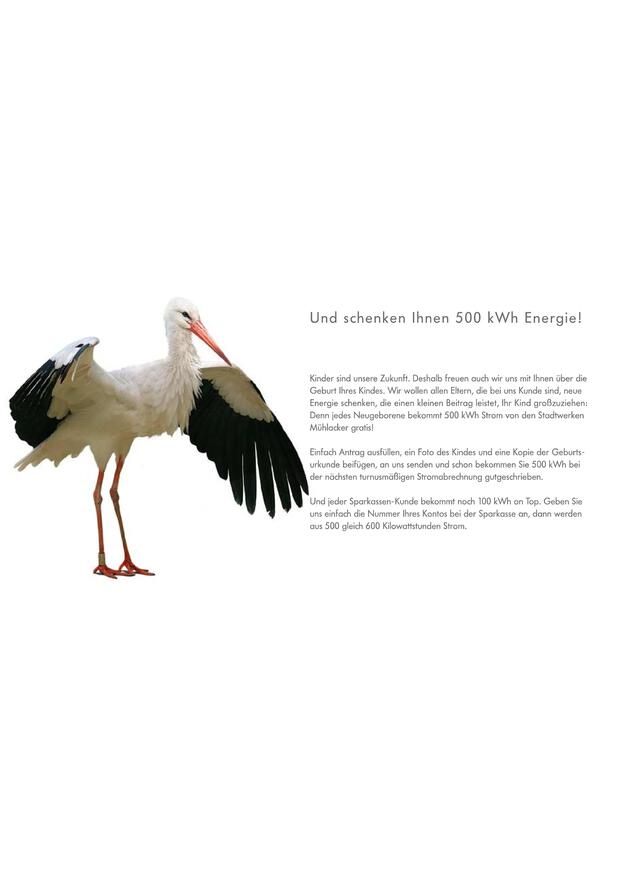 Und schenken Ihnen 500 kWh Energie!
Kinder sind unsere Zukunft. Deshalb freuen auch wir uns mit Ihnen über die
Geburt Ihres Kindes. Wir wollen allen Eltern, die bei uns Kunde sind, neue
Energie schenken, die einen kleinen Beitrag leistet, Ihr Kind großzuziehen:
Denn jedes Neugeborene bekommt 500 kWh Strom von den Stadtwerken
Mühlacker gratis!
Einfach Antrag ausfüllen, ein Foto des Kindes und eine Kopie der Geburts-
urkunde beifügen, an uns senden und schon bekommen Sie 500 kWh bei
der nächsten turnusmäßigen Stromabrechnung gutgeschrieben.
Und jeder Sparkassen-Kunde bekommt noch 100 kWh on Top. Geben Sie
uns einfach die Nummer Ihres Kontos bei der Sparkasse an, dann werden
aus 500 gleich 600 Kilowattstunden Strom.